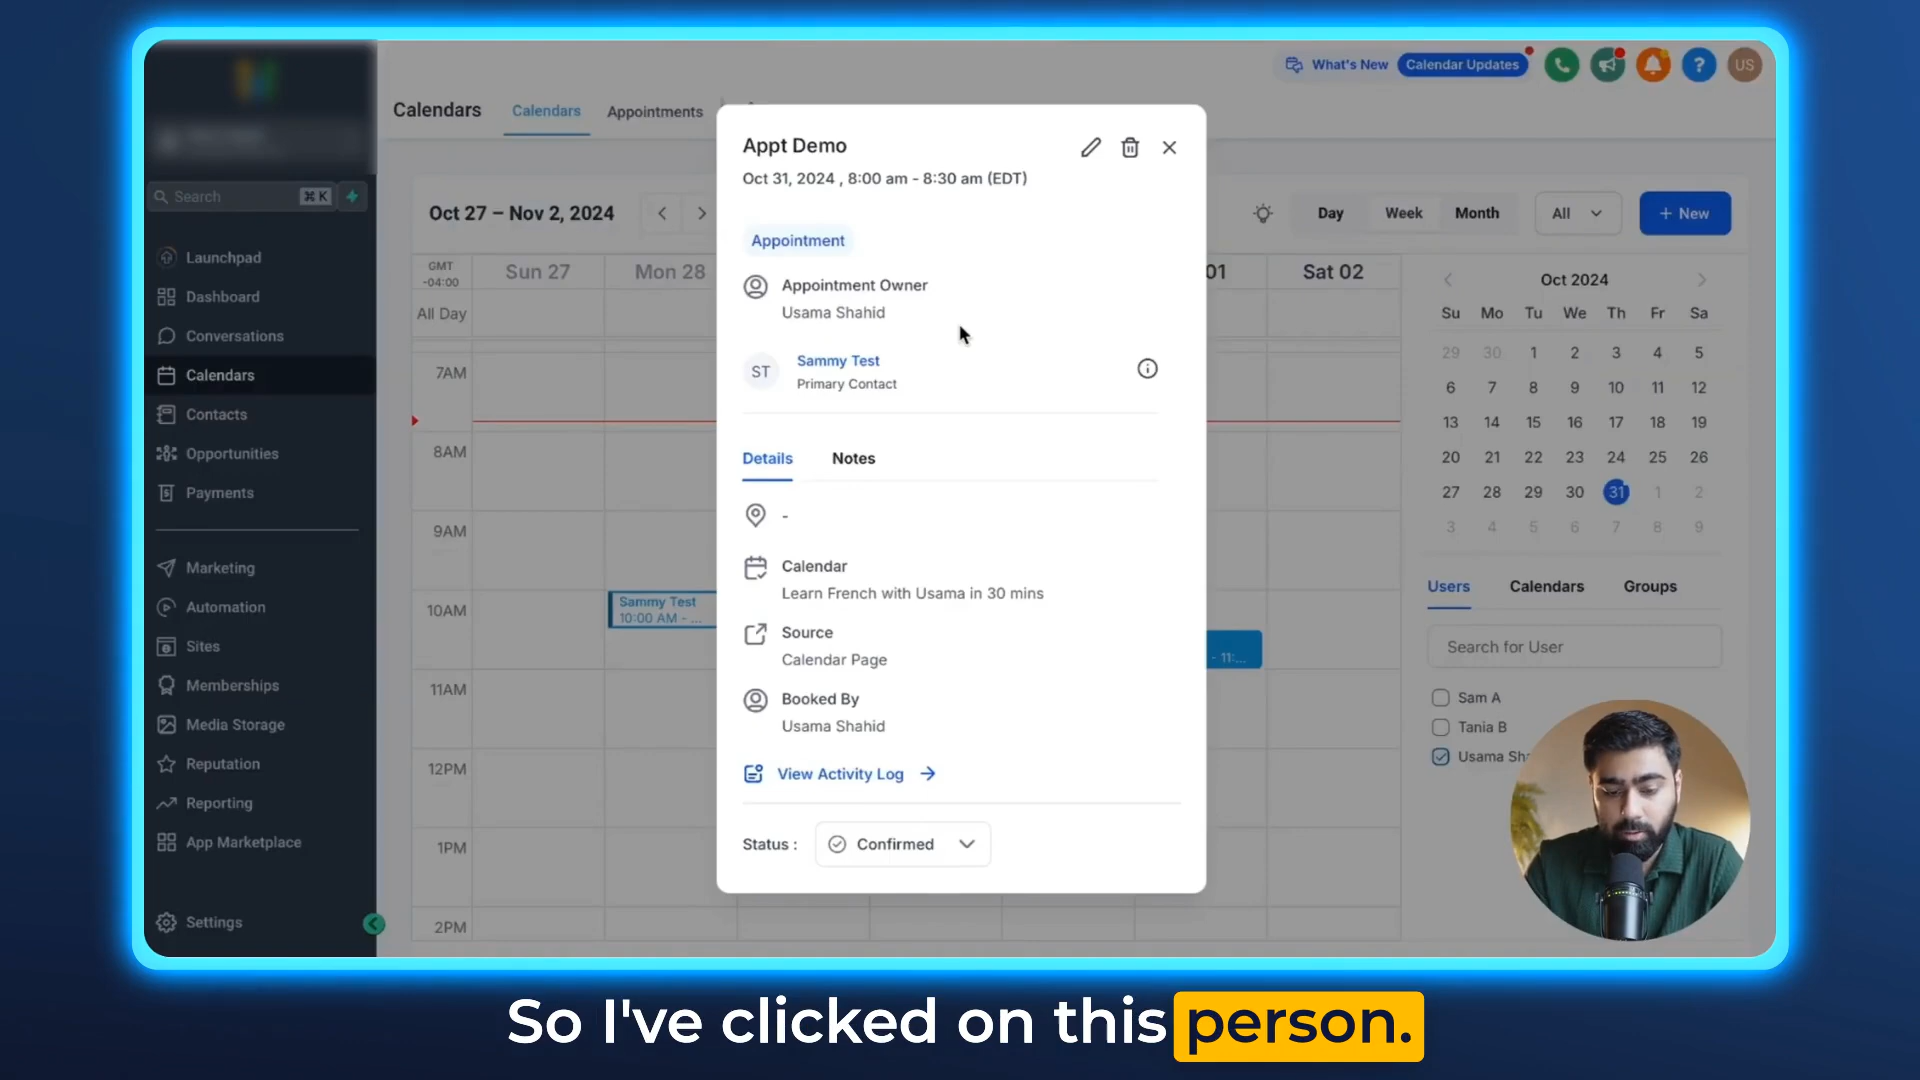 What's New
Calendar Updates
US
Calendars
Calendars
Appointments
Search
⌘ K
Launchpad
Dashboard
Conversations
Calendars
Contacts
Opportunities
Payments
Marketing
Automation
Sites
Memberships
Media Storage
Reputation
Reporting
App Marketplace
Settings
Oct 27 – Nov 2, 2024
Day
Week
Month
All
+ New
GMT
-04:00
Sun 27
Mon 28
01
Sat 02
All Day
7AM
8AM
9AM
10AM
11AM
12PM
1PM
2PM
Sammy Test
10:00 AM - ...
- 11:...
Appt Demo
Oct 31, 2024 , 8:00 am - 8:30 am (EDT)
Appointment
Appointment Owner
Usama Shahid
ST
Sammy Test
Primary Contact
Details
Notes
-
Calendar
Learn French with Usama in 30 mins
Source
Calendar Page
Booked By
Usama Shahid
View Activity Log
Status :
Confirmed
Oct 2024
Su Mo Tu We Th Fr Sa
29 30 1 2 3 4 5
6 7 8 9 10 11 12
13 14 15 16 17 18 19
20 21 22 23 24 25 26
27 28 29 30 31 1 2
3 4 5 6 7 8 9
Users
Calendars
Groups
Search for User
Sam A
Tania B
Usama Sha
So I've clicked on this person.